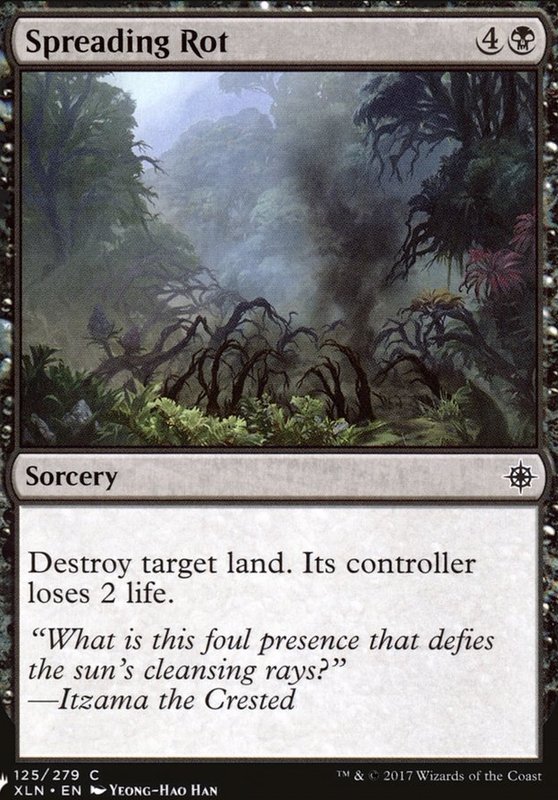 Spreading Rot 4
Sorcery
Destroy target land. Its controller
loses 2 life.
“What is this foul presence that defies
the sun’s cleansing rays?”
—Itzama the Crested
125/279 C
XLN • EN Yeong-Hao Han
™ & © 2017 Wizards of the Coast